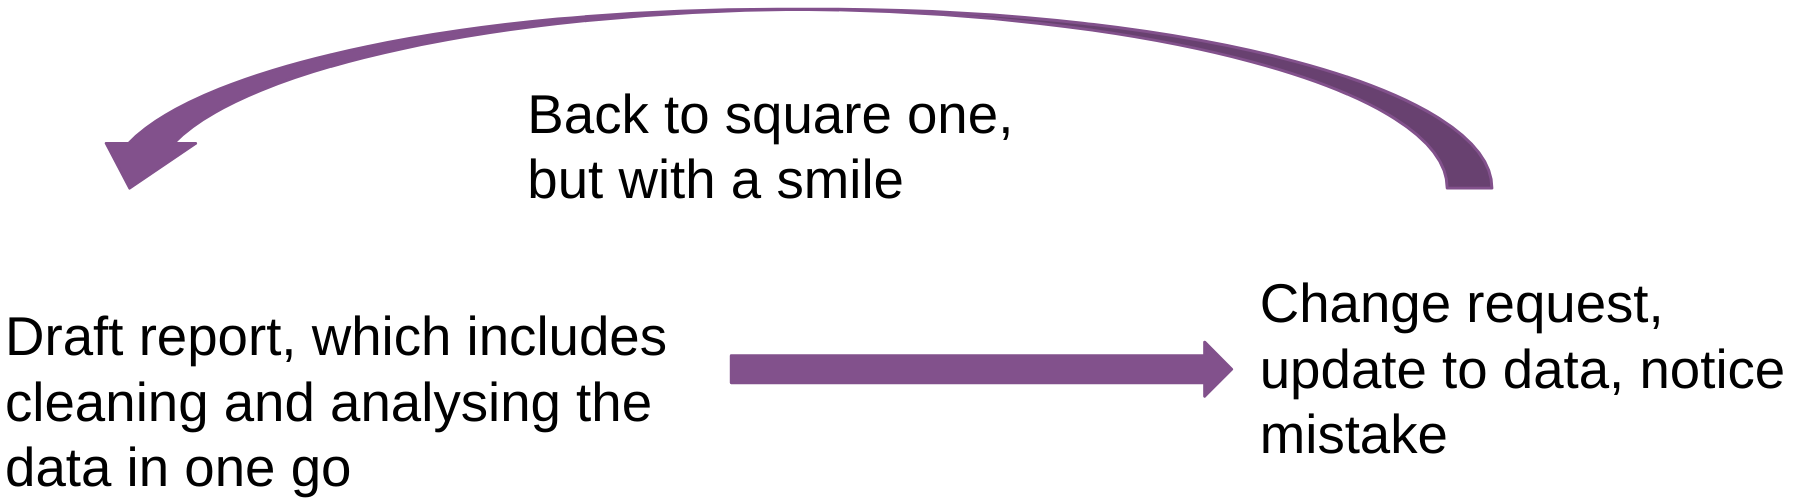 Back to square one,
but with a smile
Draft report, which includes
cleaning and analysing the
data in one go
Change request,
update to data, notice
mistake